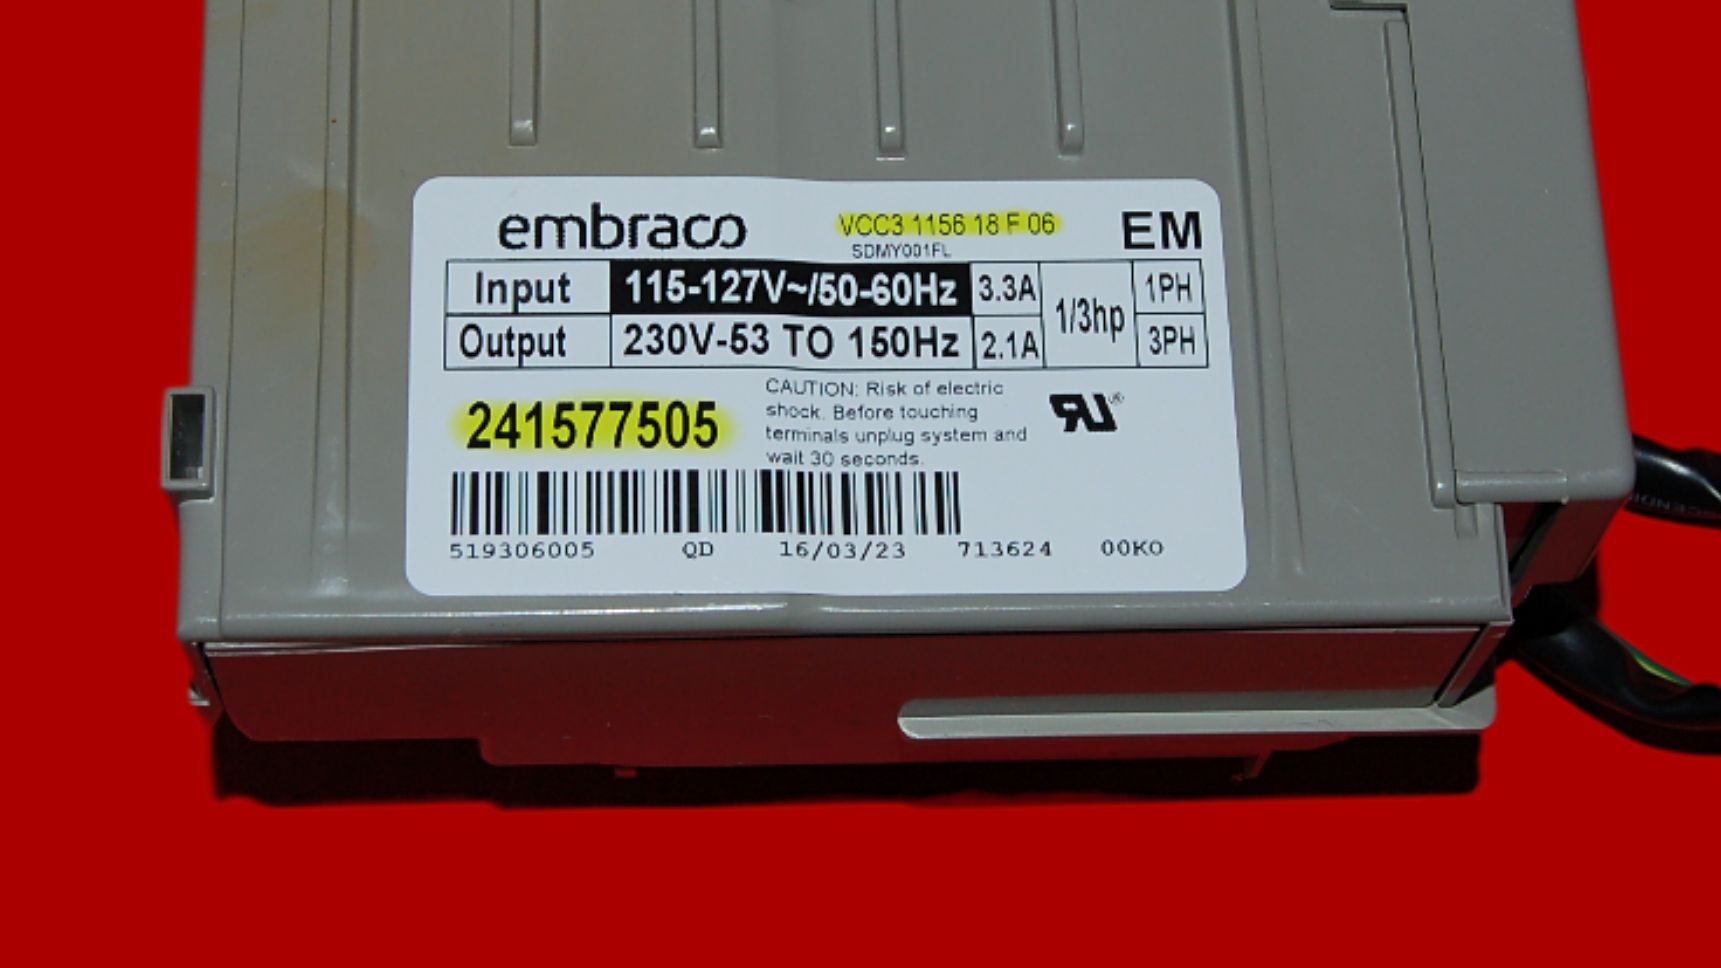 embraco VCC3 1156 18 F 06 EM
SDMY001FL
Input 115-127V~/50-60Hz 3.3A 1/3hp 1PH
Output 230V-53 TO 150Hz 2.1A 3PH
241577505
CAUTION: Risk of electric
shock. Before touching
terminals unplug system and
wait 30 seconds.
RU®
519306005 QD 16/03/23 713624 00K0